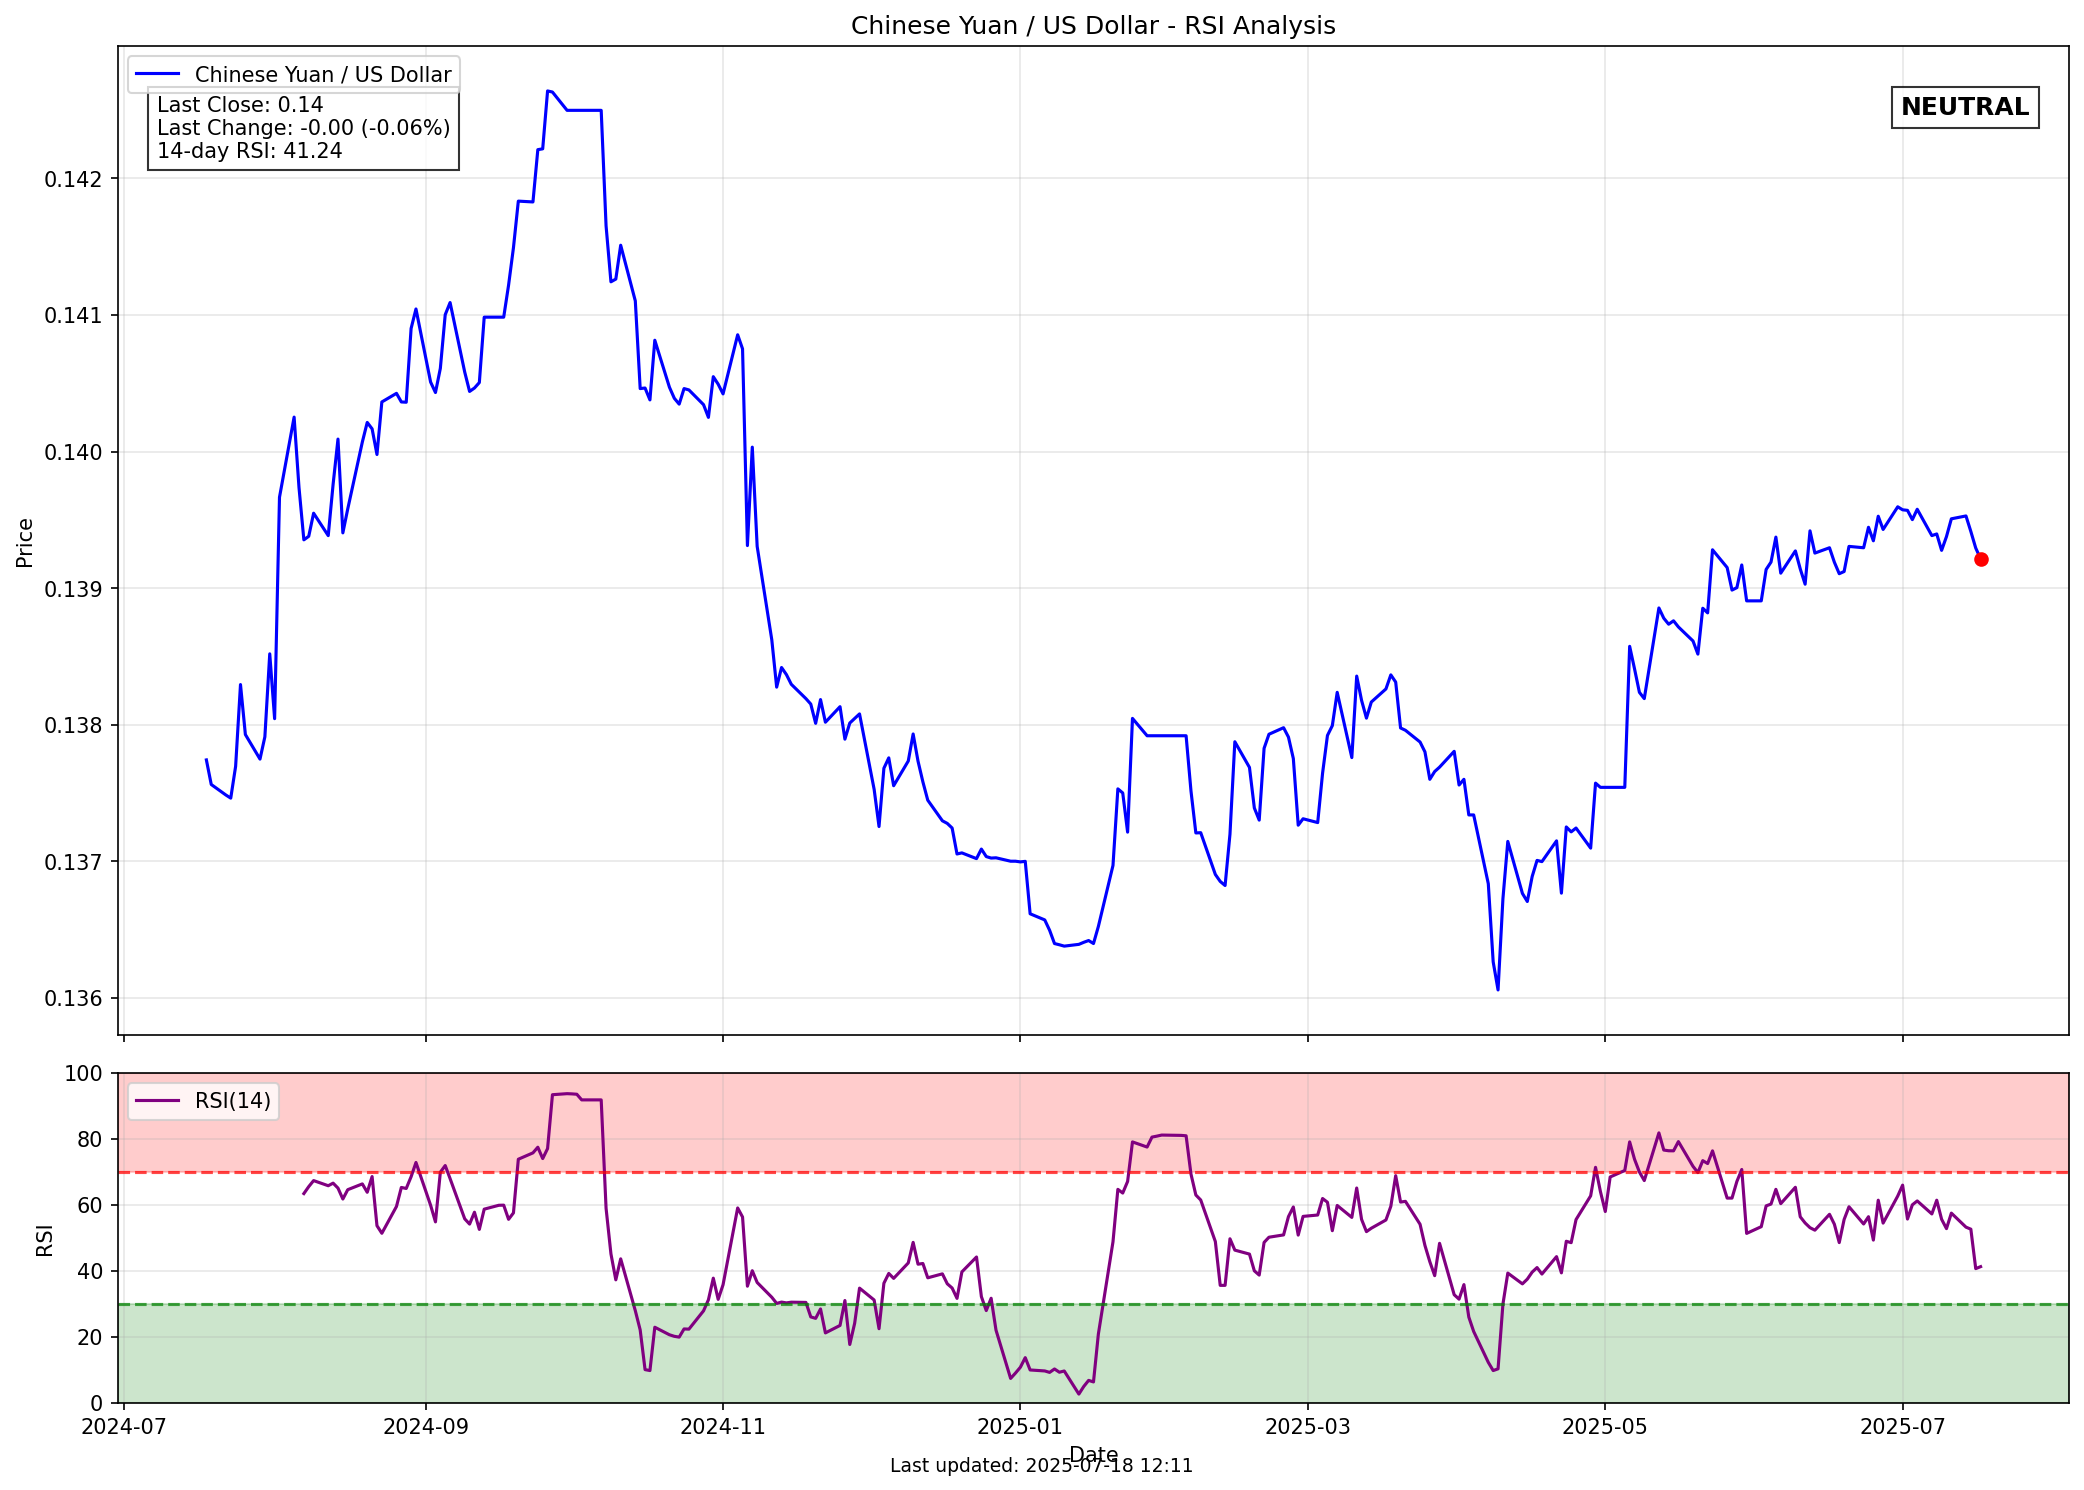 Chinese Yuan / US Dollar - RSI Analysis
Chinese Yuan / US Dollar
Last Close: 0.14
Last Change: -0.00 (-0.06%)
14-day RSI: 41.24
NEUTRAL
Price
0.142
0.141
0.140
0.139
0.138
0.137
0.136
RSI(14)
RSI
100
80
60
40
20
0
2024-07
2024-09
2024-11
2025-01
2025-03
2025-05
2025-07
Date
Last updated: 2025-07-18 12:11